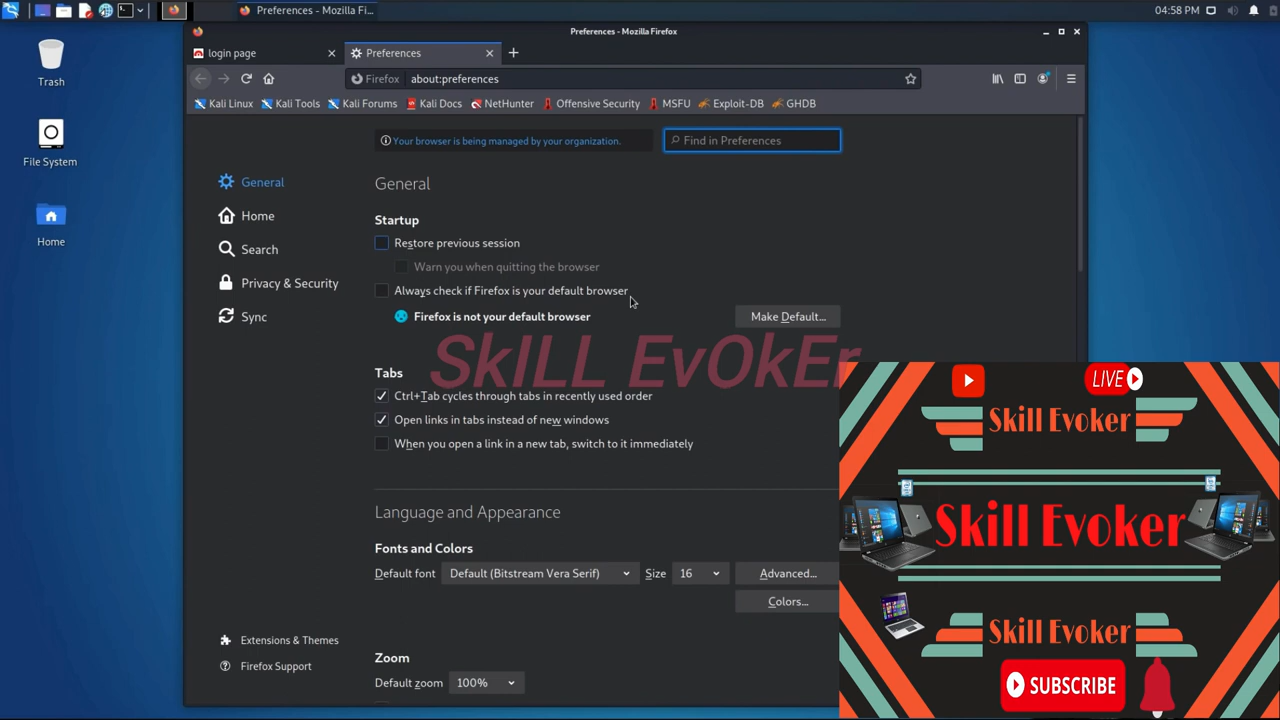 Preferences - Mozilla Fi...
04:58 PM
Trash
File System
Home
Preferences - Mozilla Firefox
login page
Preferences
Firefox
about:preferences
Kali Linux
Kali Tools
Kali Forums
Kali Docs
NetHunter
Offensive Security
MSFU
Exploit-DB
GHDB
Your browser is being managed by your organization.
Find in Preferences
General
Home
Search
Privacy & Security
Sync
Extensions & Themes
Firefox Support
General
Startup
Restore previous session
Warn you when quitting the browser
Always check if Firefox is your default browser
Firefox is not your default browser
Make Default...
SkILL EvOkEr
Tabs
Ctrl+Tab cycles through tabs in recently used order
Open links in tabs instead of new windows
When you open a link in a new tab, switch to it immediately
Language and Appearance
Fonts and Colors
Default font
Default (Bitstream Vera Serif)
Size
16
Advanced...
Colors...
Zoom
Default zoom
100%
LIVE
Skill Evoker
Skill Evoker
Skill Evoker
SUBSCRIBE